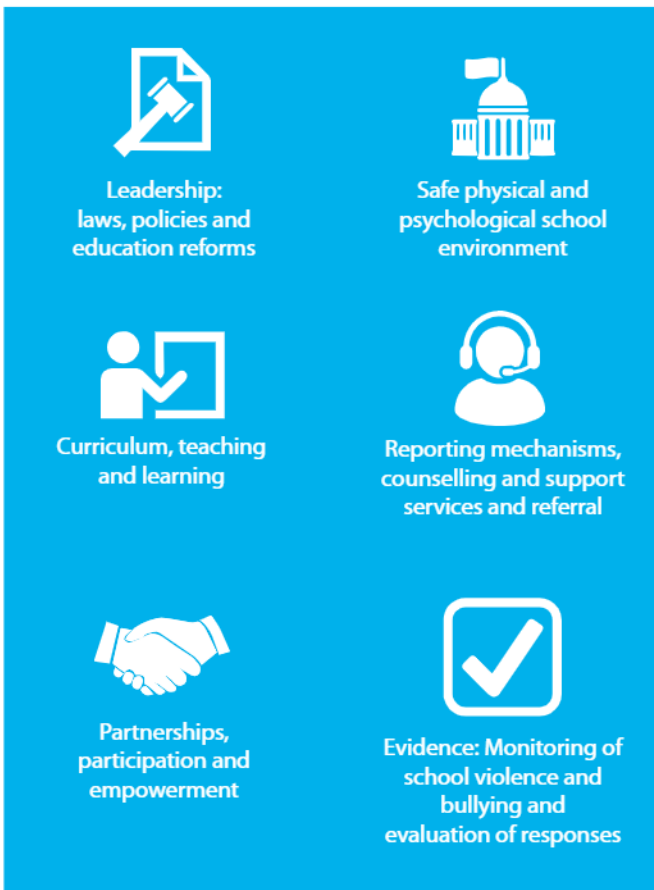 Leadership:
laws, policies and
education reforms
Safe physical and
psychological school
environment
Curriculum, teaching
and learning
Reporting mechanisms,
counselling and support
services and referral
Partnerships,
participation and
empowerment
Evidence: Monitoring of
school violence and
bullying and
evaluation of responses